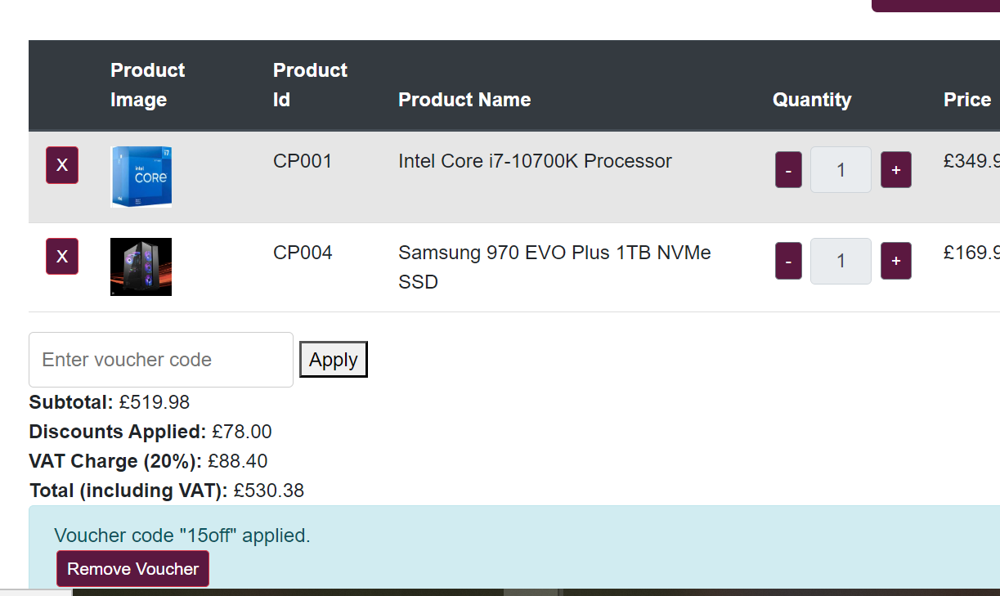 Product Image
Product Id
Product Name
Quantity
Price
X
i7
intel
CORE
CP001
Intel Core i7-10700K Processor
-
1
+
£349.9
X
CP004
Samsung 970 EVO Plus 1TB NVMe
SSD
-
1
+
£169.9
Enter voucher code
Apply
Subtotal: £519.98
Discounts Applied: £78.00
VAT Charge (20%): £88.40
Total (including VAT): £530.38
Voucher code "15off" applied.
Remove Voucher